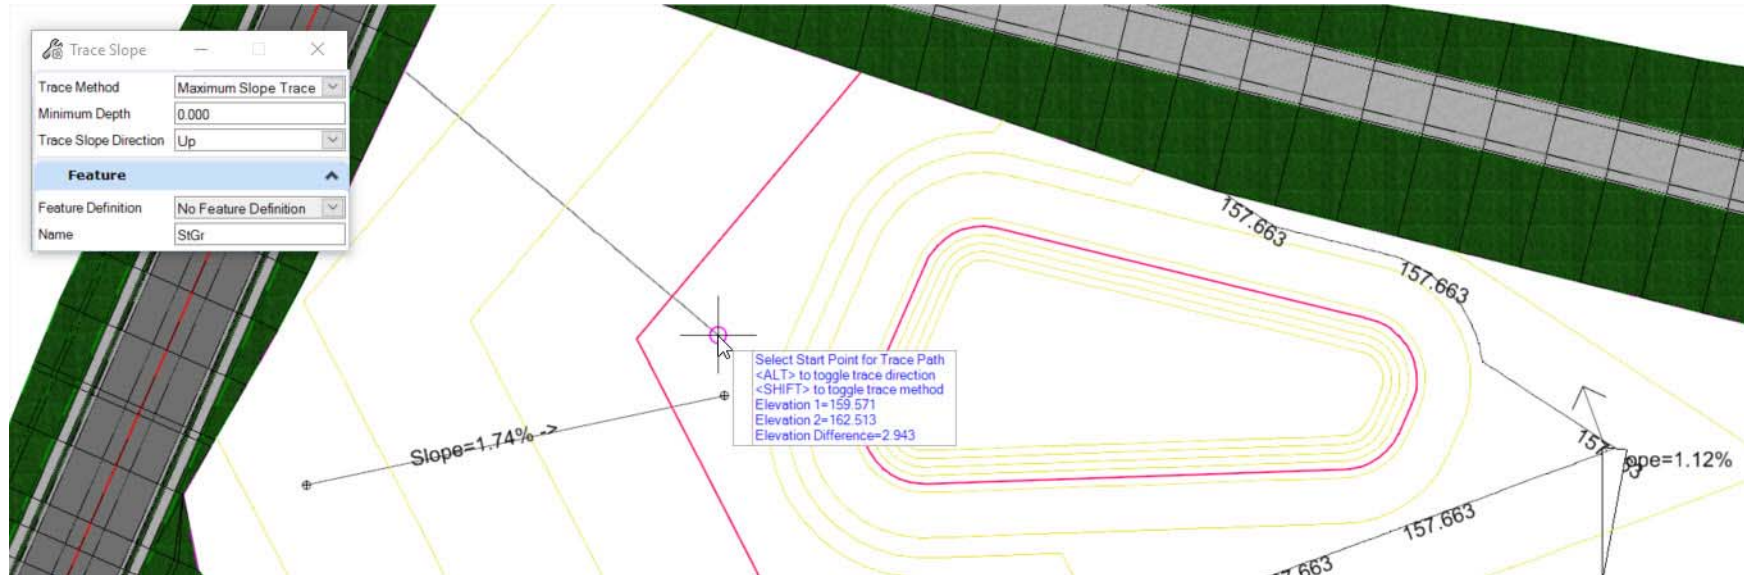 Trace Slope
Trace Method Maximum Slope Trace
Minimum Depth 0.000
Trace Slope Direction Up
Feature
Feature Definition No Feature Definition
Name StGr
157.663
157.663
Select Start Point for Trace Path
<ALT> to toggle trace direction
<SHIFT> to toggle trace method
Elevation 1=159.571
Elevation 2=162.513
Elevation Difference=2.943
Slope=1.74% ->
ope=1.12%
157.663